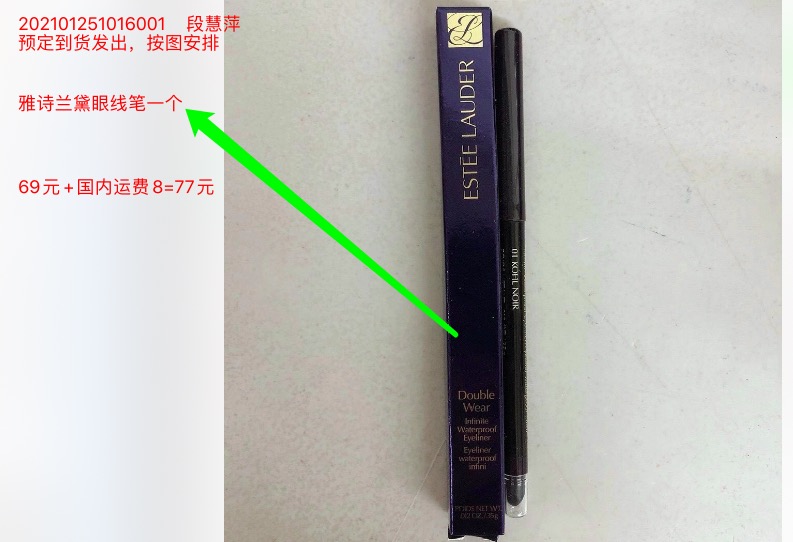 202101251016001 段慧萍
预定到货发出，按图安排
雅诗兰黛眼线笔一个
69元+国内运费8=77元
ESTĒE LAUDER
01 KOHL NOIR
Double
Wear
Infinite
Waterproof
Eyeliner
Eyeliner
waterproof
infini
POIDS NET WT.
.012 OZ./.35g